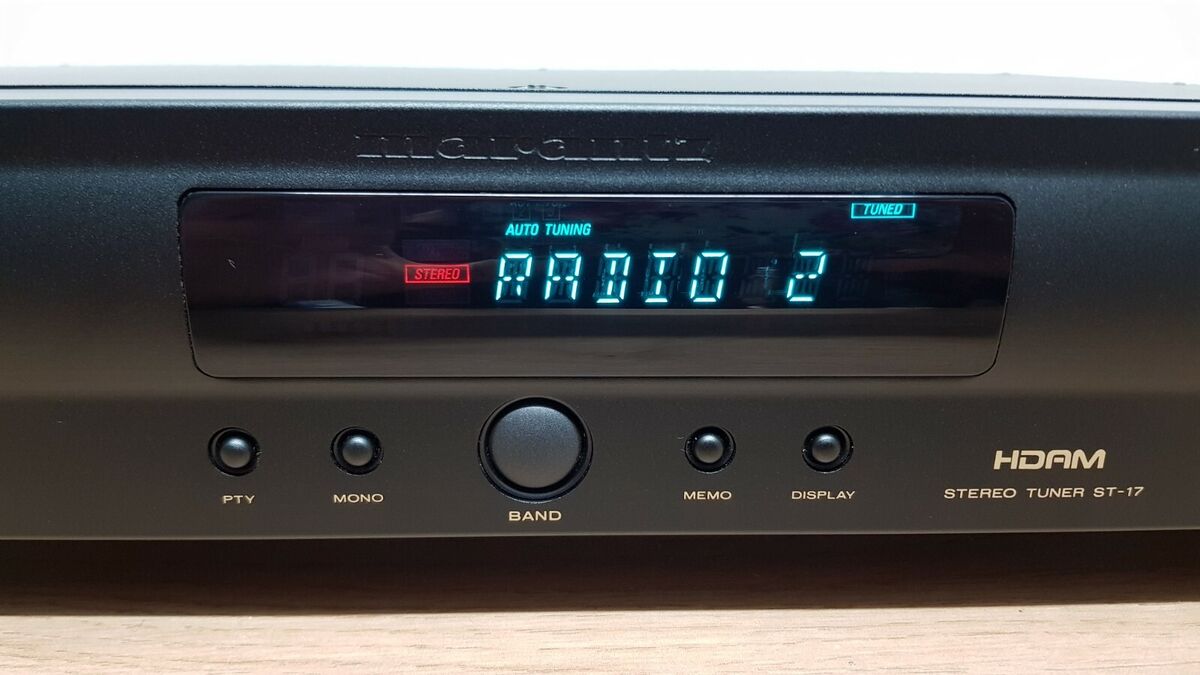 marantz
TUNED
AUTO TUNING
STEREO
RADIO 2
PTY
MONO
BAND
MEMO
DISPLAY
HDAM
STEREO TUNER ST-17